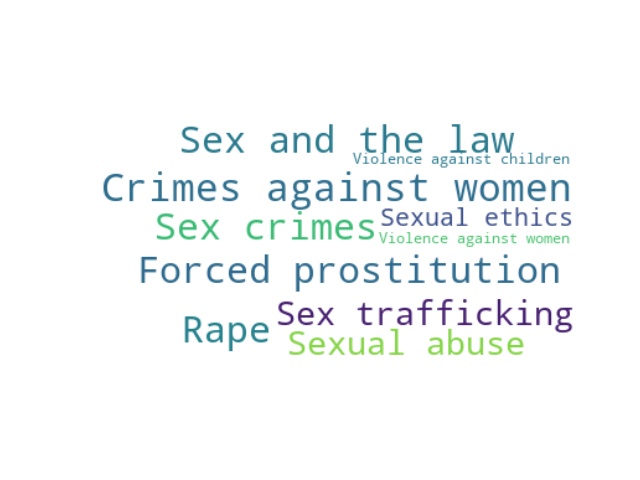 Sex and the law
Violence against children
Crimes against women
Sex crimes
Sexual ethics
Violence against women
Forced prostitution
Sex trafficking
Rape
Sexual abuse